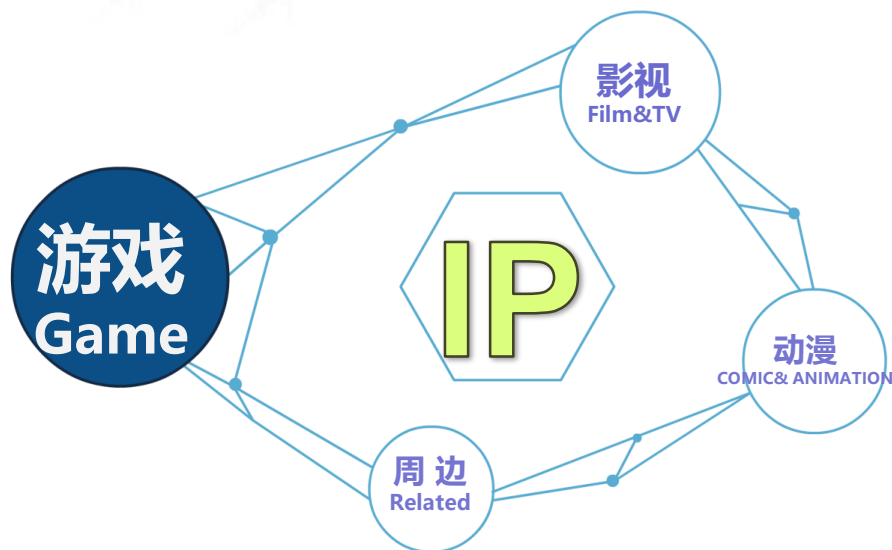 影视
Film&TV
游戏
Game
IP
动漫
COMIC& ANIMATION
周 边
Related